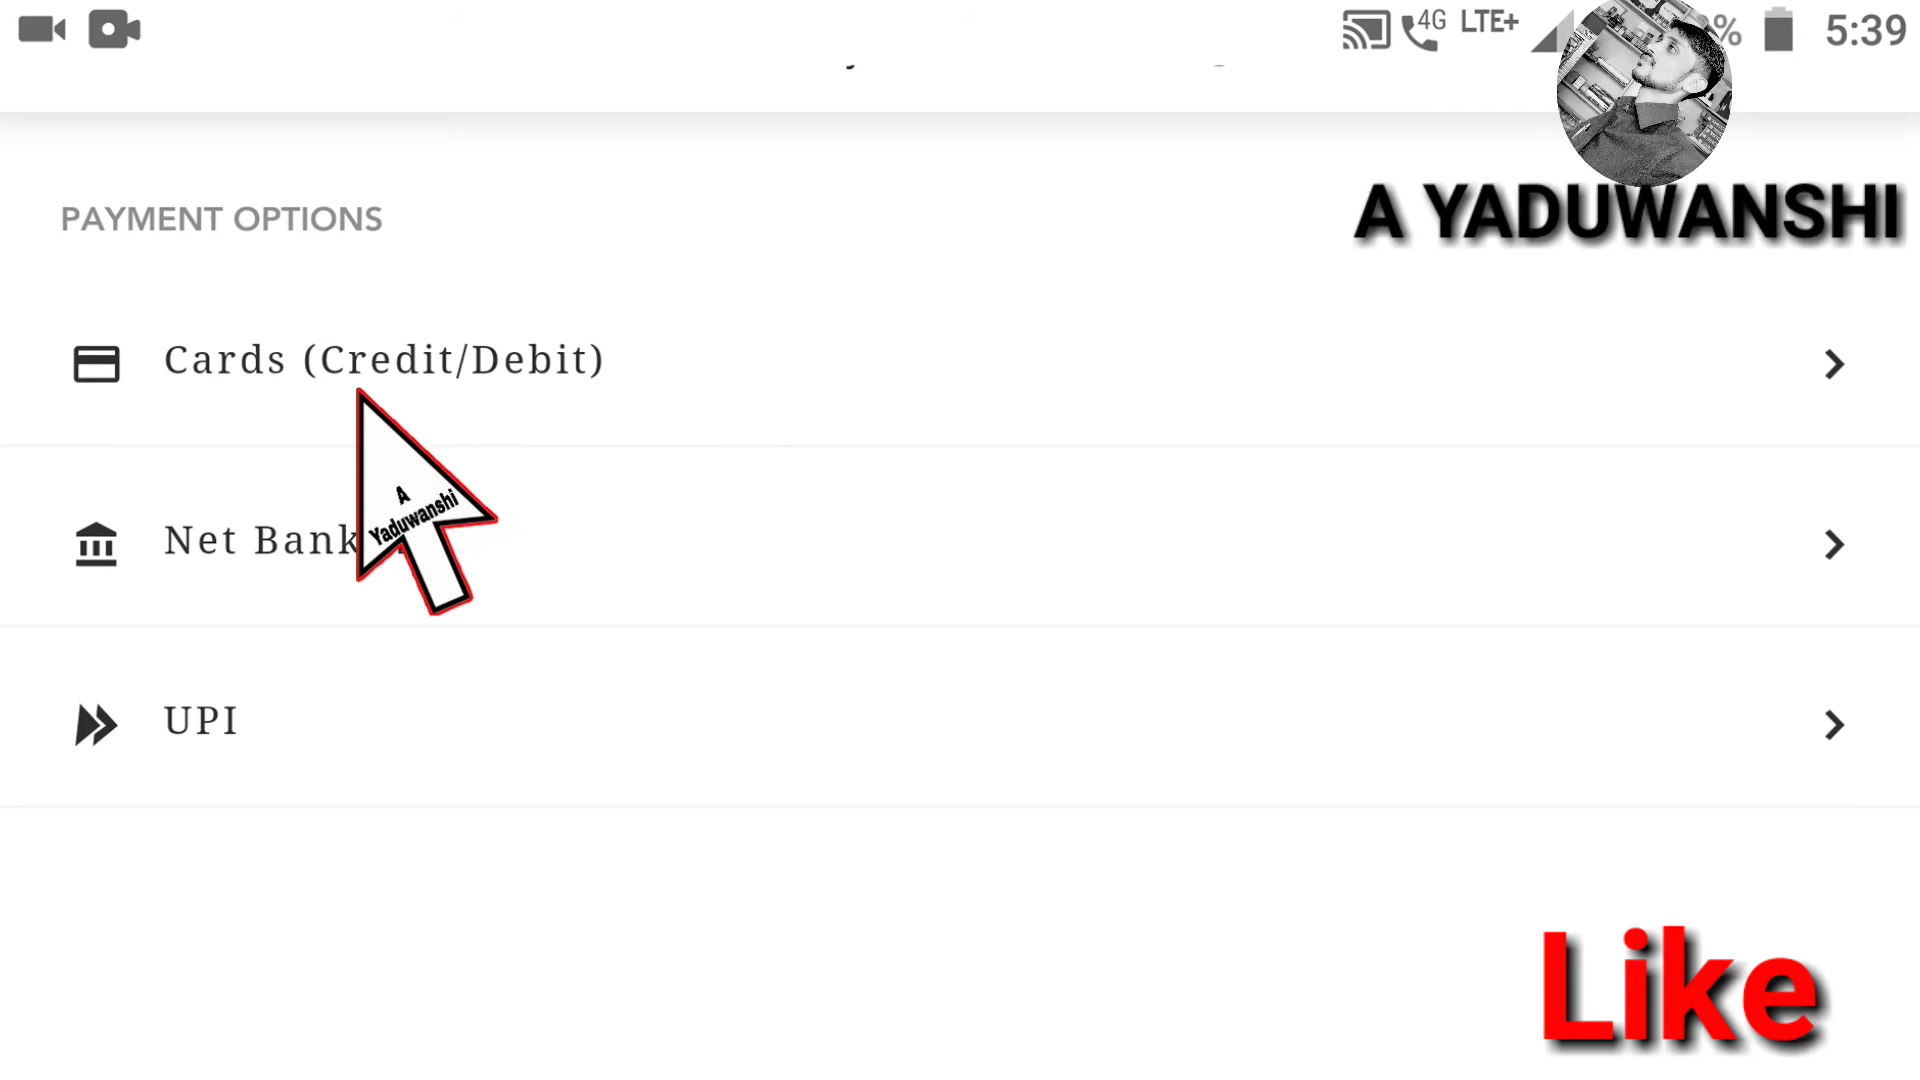 4G LTE+ % 5:39
A YADUWANSHI
PAYMENT OPTIONS
Cards (Credit/Debit)
A
Yaduwanshi
Net Bank
UPI
Like